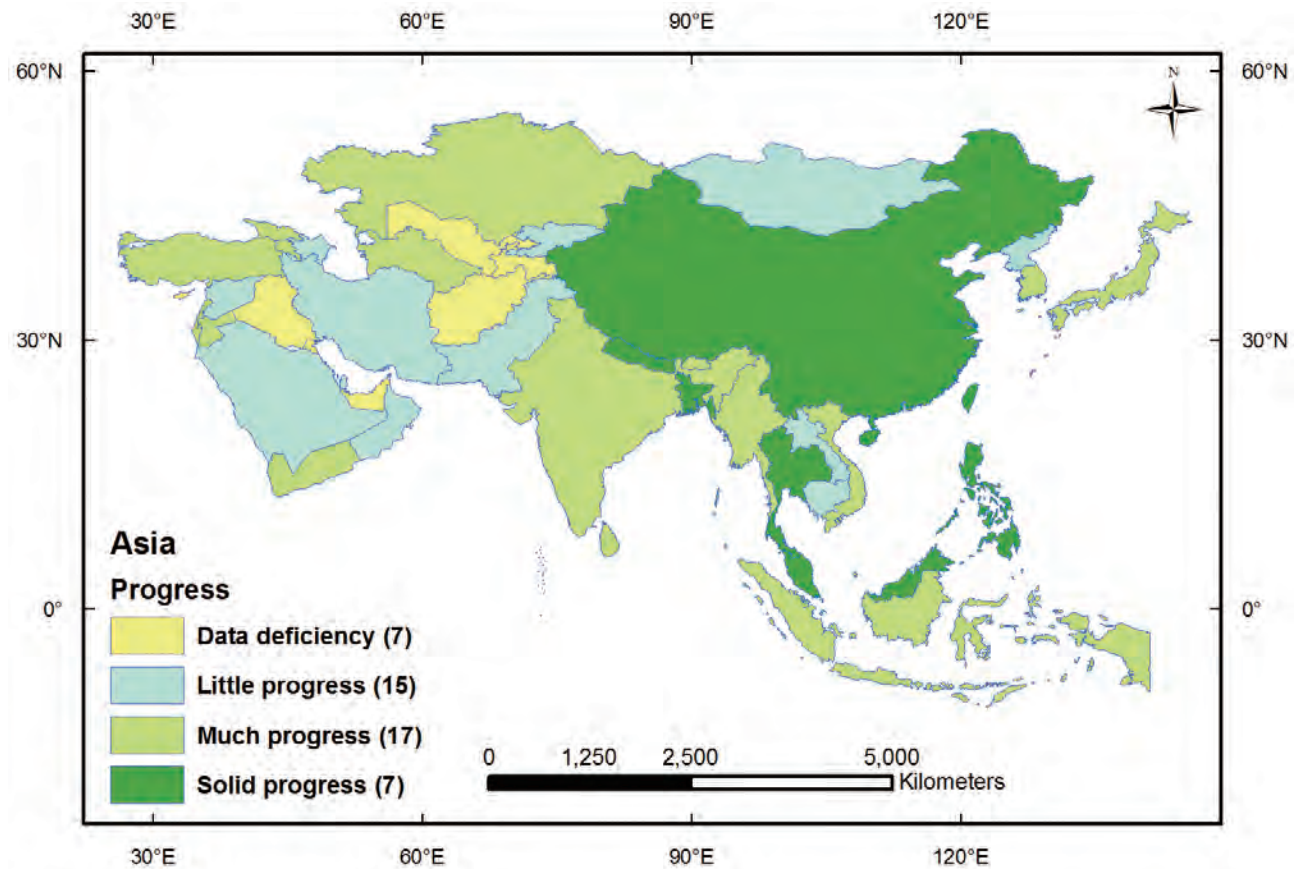 30°E 60°E 90°E 120°E
60°N 60°N
N
30°N 30°N
Asia
Progress
0° 0°
Data deficiency (7)
Little progress (15)
Much progress (17)
Solid progress (7)
0 1,250 2,500 5,000
Kilometers
30°E 60°E 90°E 120°E